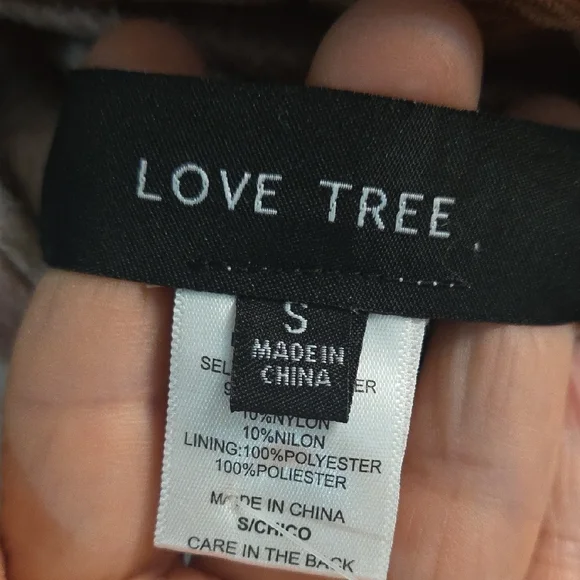 LOVE TREE
S
MADE IN
CHINA
SEL ER
10%NYLON
10%NILON
LINING:100%POLYESTER
100%POLIESTER
MADE IN CHINA
S/CHICO
CARE IN THE BACK